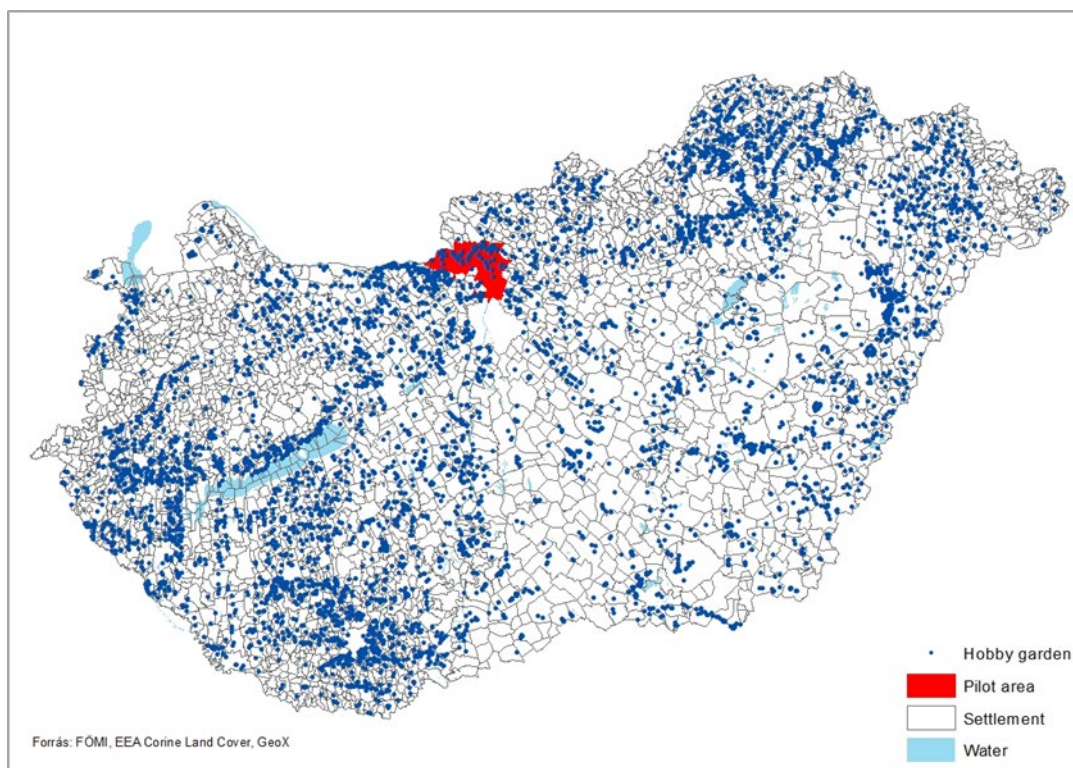 Hobby garden
Pilot area
Settlement
Water
Forrás: FÖMI, EEA Corine Land Cover, GeoX